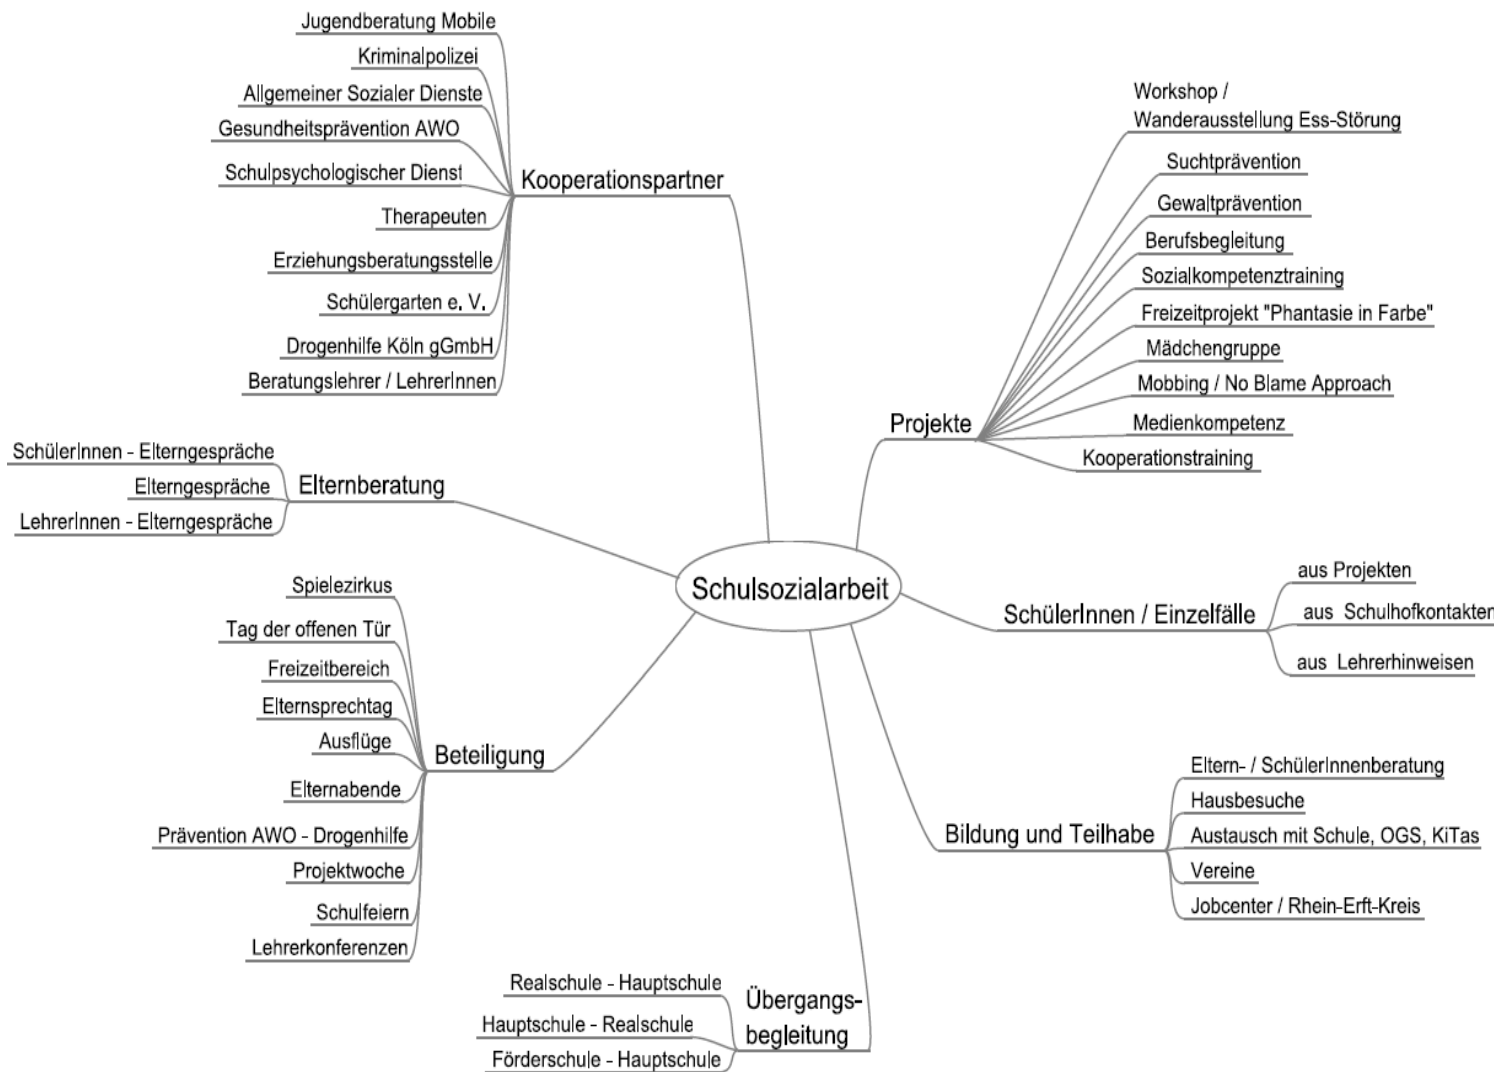 Jugendberatung Mobile
Kriminalpolizei
Allgemeiner Sozialer Dienste
Gesundheitsprävention AWO
Schulpsychologischer Dienst
Therapeuten
Erziehungsberatungsstelle
Schülergarten e. V.
Drogenhilfe Köln gGmbH
Beratungslehrer / LehrerInnen
Kooperationspartner
SchülerInnen - Elterngespräche
Elterngespräche
LehrerInnen - Elterngespräche
Elternberatung
Spielezirkus
Tag der offenen Tür
Freizeitbereich
Elternsprechtag
Ausflüge
Elternabende
Prävention AWO - Drogenhilfe
Projektwoche
Schulfeiern
Lehrerkonferenzen
Beteiligung
Realschule - Hauptschule
Hauptschule - Realschule
Förderschule - Hauptschule
Übergangs-
begleitung
Schulsozialarbeit
Projekte
Workshop /
Wanderausstellung Ess-Störung
Suchtprävention
Gewaltprävention
Berufsbegleitung
Sozialkompetenztraining
Freizeitprojekt "Phantasie in Farbe"
Mädchengruppe
Mobbing / No Blame Approach
Medienkompetenz
Kooperationstraining
SchülerInnen / Einzelfälle
aus Projekten
aus Schulhofkontakten
aus Lehrerhinweisen
Bildung und Teilhabe
Eltern- / SchülerInnenberatung
Hausbesuche
Austausch mit Schule, OGS, KiTas
Vereine
Jobcenter / Rhein-Erft-Kreis